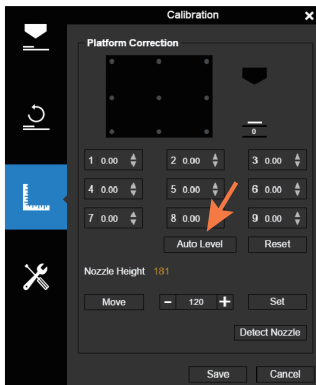 Calibration
Platform Correction
0
1 0.00 2 0.00 3 0.00
4 0.00 5 0.00 6 0.00
7 0.00 8 0.00 9 0.00
Auto Level Reset
Nozzle Height 181
Move - 120 + Set
Detect Nozzle
Save Cancel